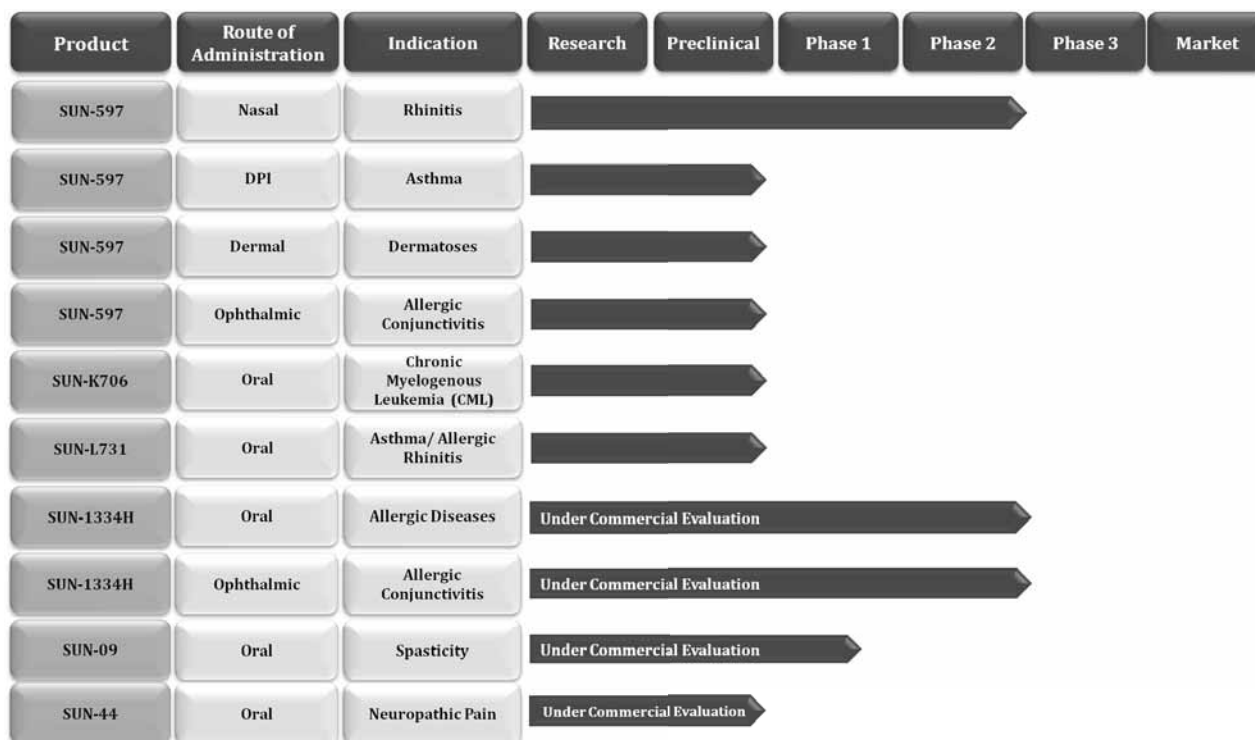 Product
Route of
Administration
Indication
Research
Preclinical
Phase 1
Phase 2
Phase 3
Market
SUN-597
Nasal
Rhinitis
SUN-597
DPI
Asthma
SUN-597
Dermal
Dermatoses
SUN-597
Ophthalmic
Allergic
Conjunctivitis
SUN-K706
Oral
Chronic
Myelogenous
Leukemia (CML)
SUN-L731
Oral
Asthma/ Allergic
Rhinitis
SUN-1334H
Oral
Allergic Diseases
Under Commercial Evaluation
SUN-1334H
Ophthalmic
Allergic
Conjunctivitis
Under Commercial Evaluation
SUN-09
Oral
Spasticity
Under Commercial Evaluation
SUN-44
Oral
Neuropathic Pain
Under Commercial Evaluation